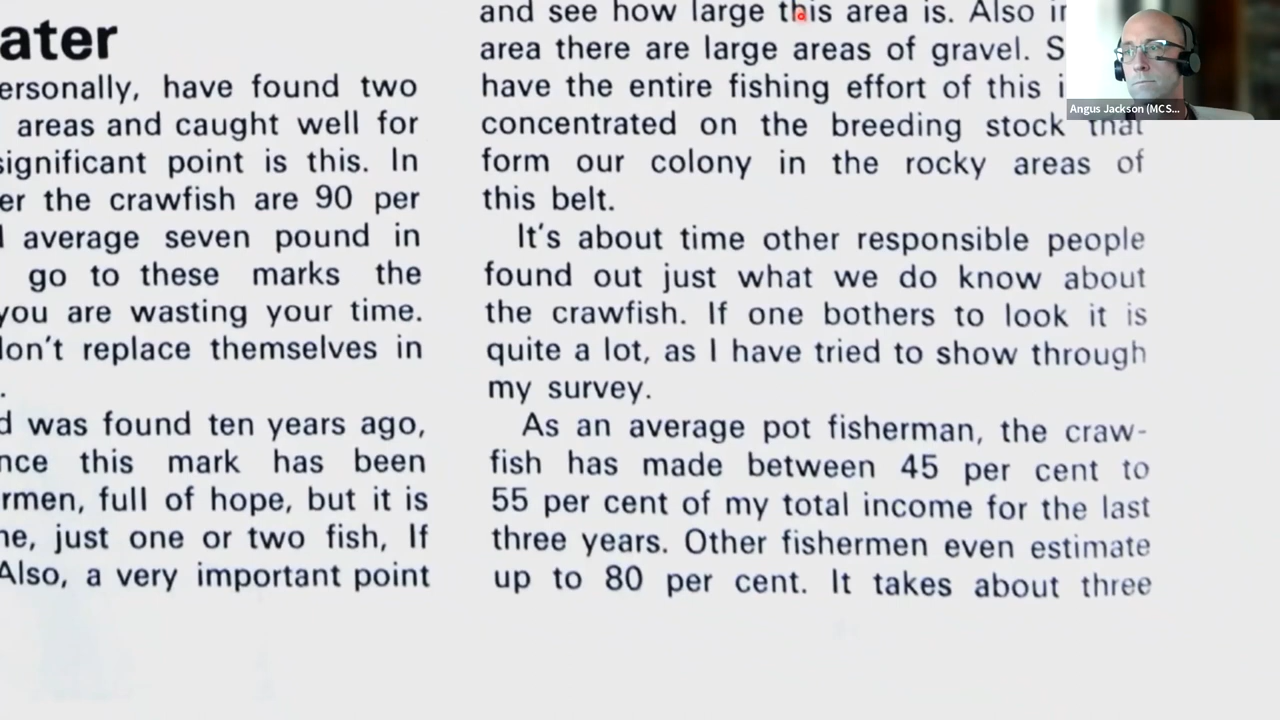 ater
ersonally, have found two
areas and caught well for
significant point is this. In
er the crawfish are 90 per
average seven pound in
go to these marks the
you are wasting your time.
don't replace themselves in
.
d was found ten years ago,
nce this mark has been
rmen, full of hope, but it is
ne, just one or two fish, If
Also, a very important point
and see how large this area is. Also
area there are large areas of gravel. S
have the entire fishing effort of this
concentrated on the breeding stock that
form our colony in the rocky areas of
this belt.
It's about time other responsible people
found out just what we do know about
the crawfish. If one bothers to look it is
quite a lot, as I have tried to show through
my survey.
As an average pot fisherman, the craw-
fish has made between 45 per cent to
55 per cent of my total income for the last
three years. Other fishermen even estimate
up to 80 per cent. It takes about three
Angus Jackson (MCS...